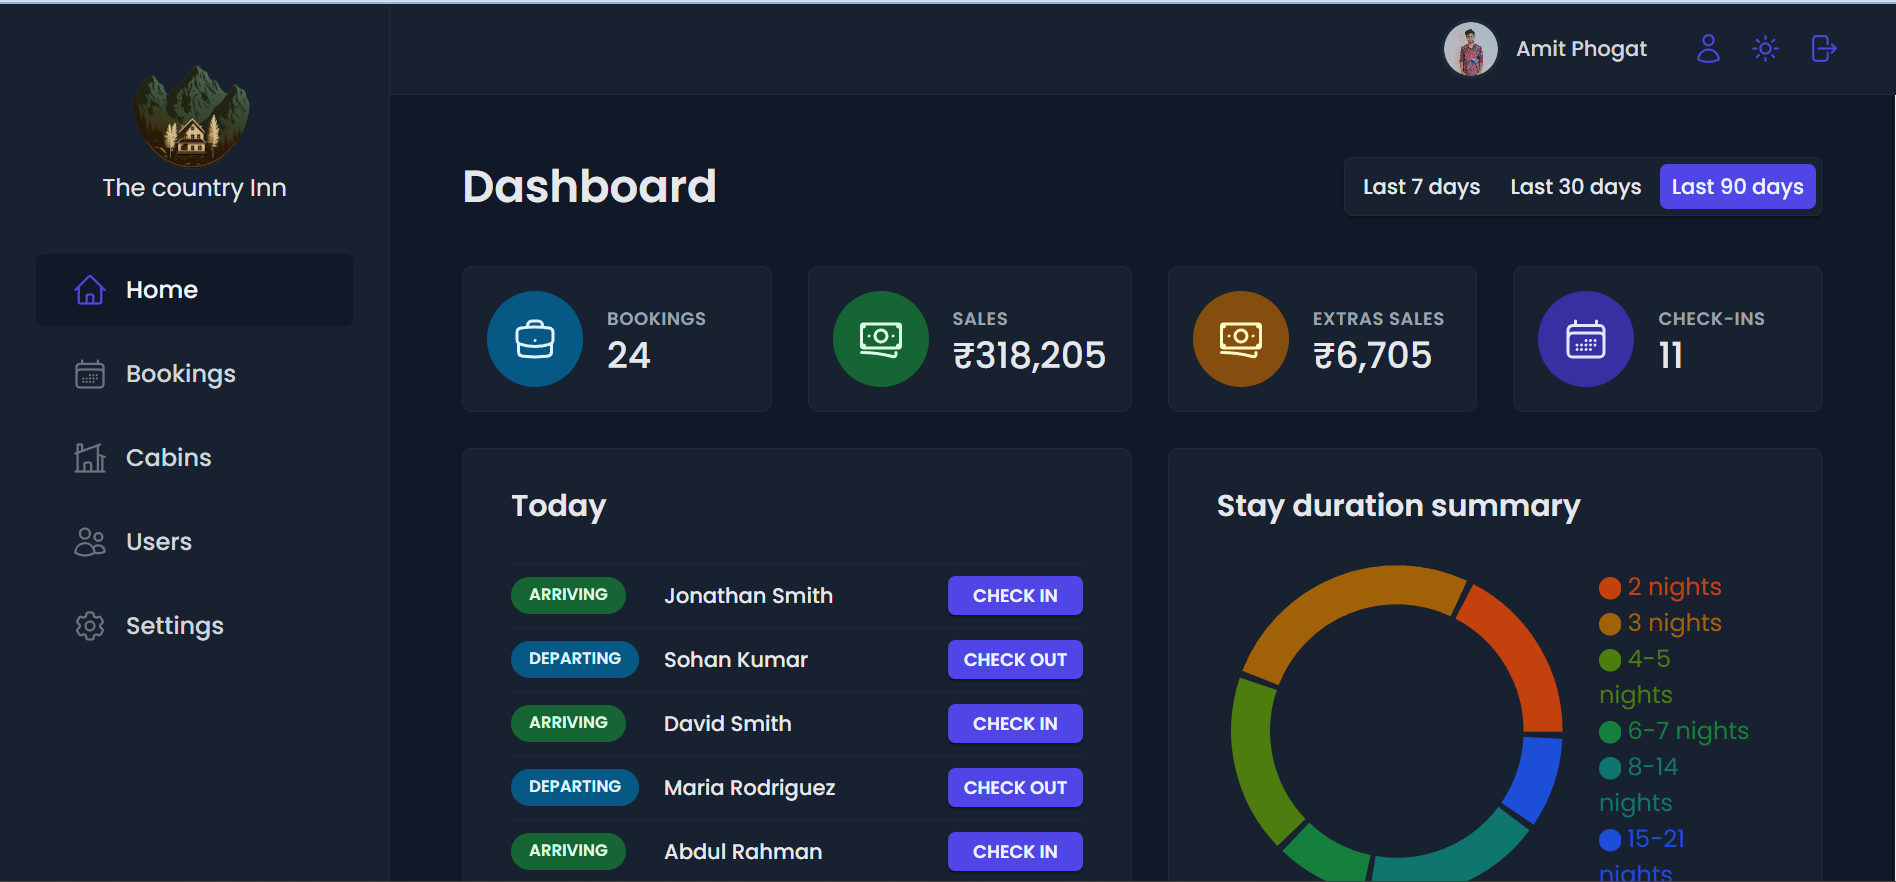 Amit Phogat
The country Inn
Home
Bookings
Cabins
Users
Settings
Dashboard
Last 7 days
Last 30 days
Last 90 days
BOOKINGS
24
SALES
₹318,205
EXTRAS SALES
₹6,705
CHECK-INS
11
Today
ARRIVING Jonathan Smith CHECK IN
DEPARTING Sohan Kumar CHECK OUT
ARRIVING David Smith CHECK IN
DEPARTING Maria Rodriguez CHECK OUT
ARRIVING Abdul Rahman CHECK IN
Stay duration summary
2 nights
3 nights
4-5
nights
6-7 nights
8-14
nights
15-21
nights